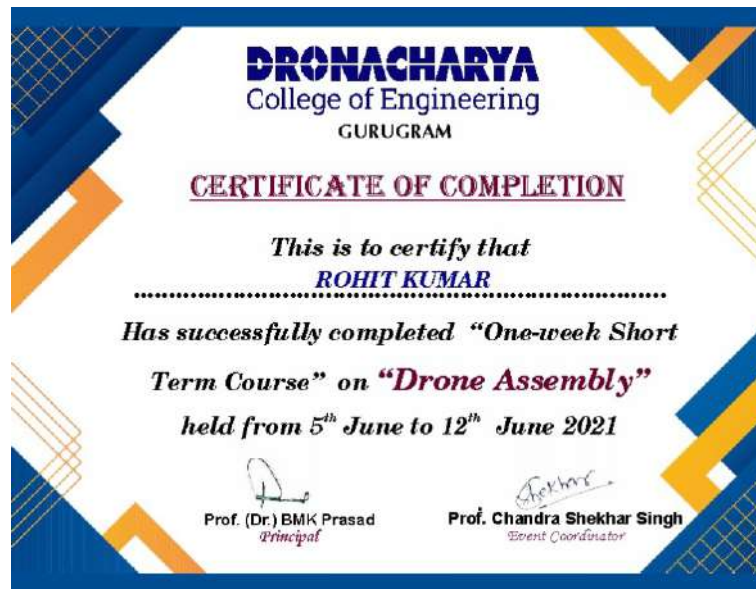 DRONACHARYA
College of Engineering
GURUGRAM
CERTIFICATE OF COMPLETION
This is to certify that
ROHIT KUMAR
Has successfully completed “One-week Short
Term Course” on “Drone Assembly”
held from 5th June to 12th June 2021
Shekhar
Prof. (Dr.) BMK Prasad
Principal
Prof. Chandra Shekhar Singh
Event Coordinator